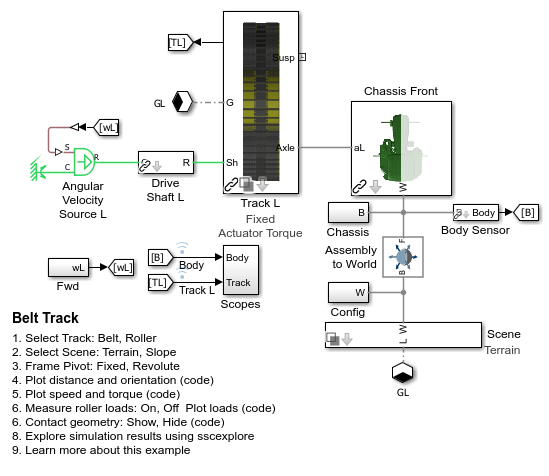 [TL]
Susp
Chassis Front
GL
G
[wL]
S
R
C
R
Sh
Axle
aL
W
Angular
Velocity
Source L
Drive
Shaft L
Track L
Fixed
Actuator Torque
B
Chassis
B
Body
[B]
Body Sensor
F
B
Assembly
to World
[B]
Body
Body
[TL]
Track L
Track
Scopes
wL
[wL]
Fwd
W
Config
L
W
Scene
Terrain
GL
Belt Track
1. Select Track: Belt, Roller
2. Select Scene: Terrain, Slope
3. Frame Pivot: Fixed, Revolute
4. Plot distance and orientation (code)
5. Plot speed and torque (code)
6. Measure roller loads: On, Off  Plot loads (code)
6. Contact geometry: Show, Hide (code)
8. Explore simulation results using sscexplore
9. Learn more about this example